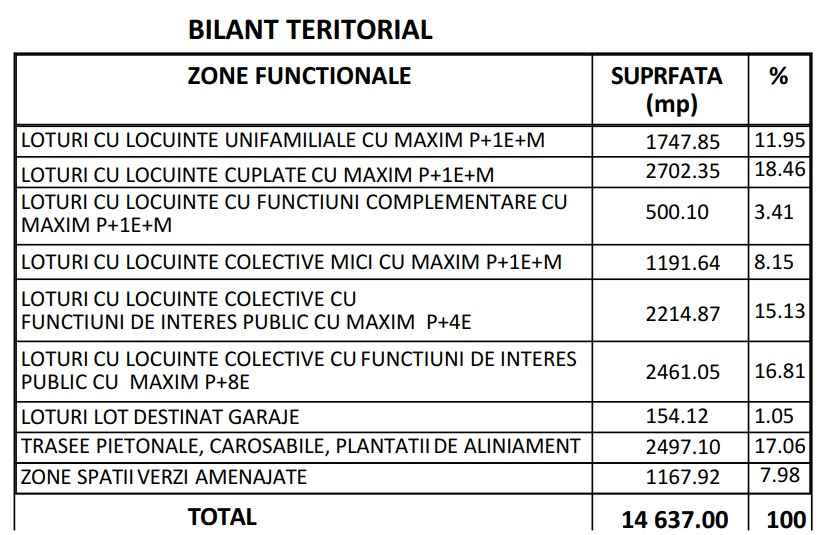 BILANT TERITORIAL
ZONE FUNCTIONALE SUPRFATA (mp) %
LOTURI CU LOCUINTE UNIFAMILIALE CU MAXIM P+1E+M 1747.85 11.95
LOTURI CU LOCUINTE CUPLATE CU MAXIM P+1E+M 2702.35 18.46
LOTURI CU LOCUINTE CU FUNCTIUNI COMPLEMENTARE CU
MAXIM P+1E+M 500.10 3.41
LOTURI CU LOCUINTE COLECTIVE MICI CU MAXIM P+1E+M 1191.64 8.15
LOTURI CU LOCUINTE COLECTIVE CU
FUNCTIUNI DE INTERES PUBLIC CU MAXIM P+4E 2214.87 15.13
LOTURI CU LOCUINTE COLECTIVE CU FUNCTIUNI DE INTERES
PUBLIC CU MAXIM P+8E 2461.05 16.81
LOTURI LOT DESTINAT GARAJE 154.12 1.05
TRASEE PIETONALE, CAROSABILE, PLANTATII DE ALINIAMENT 2497.10 17.06
ZONE SPATII VERZI AMENAJATE 1167.92 7.98
TOTAL 14 637.00 100